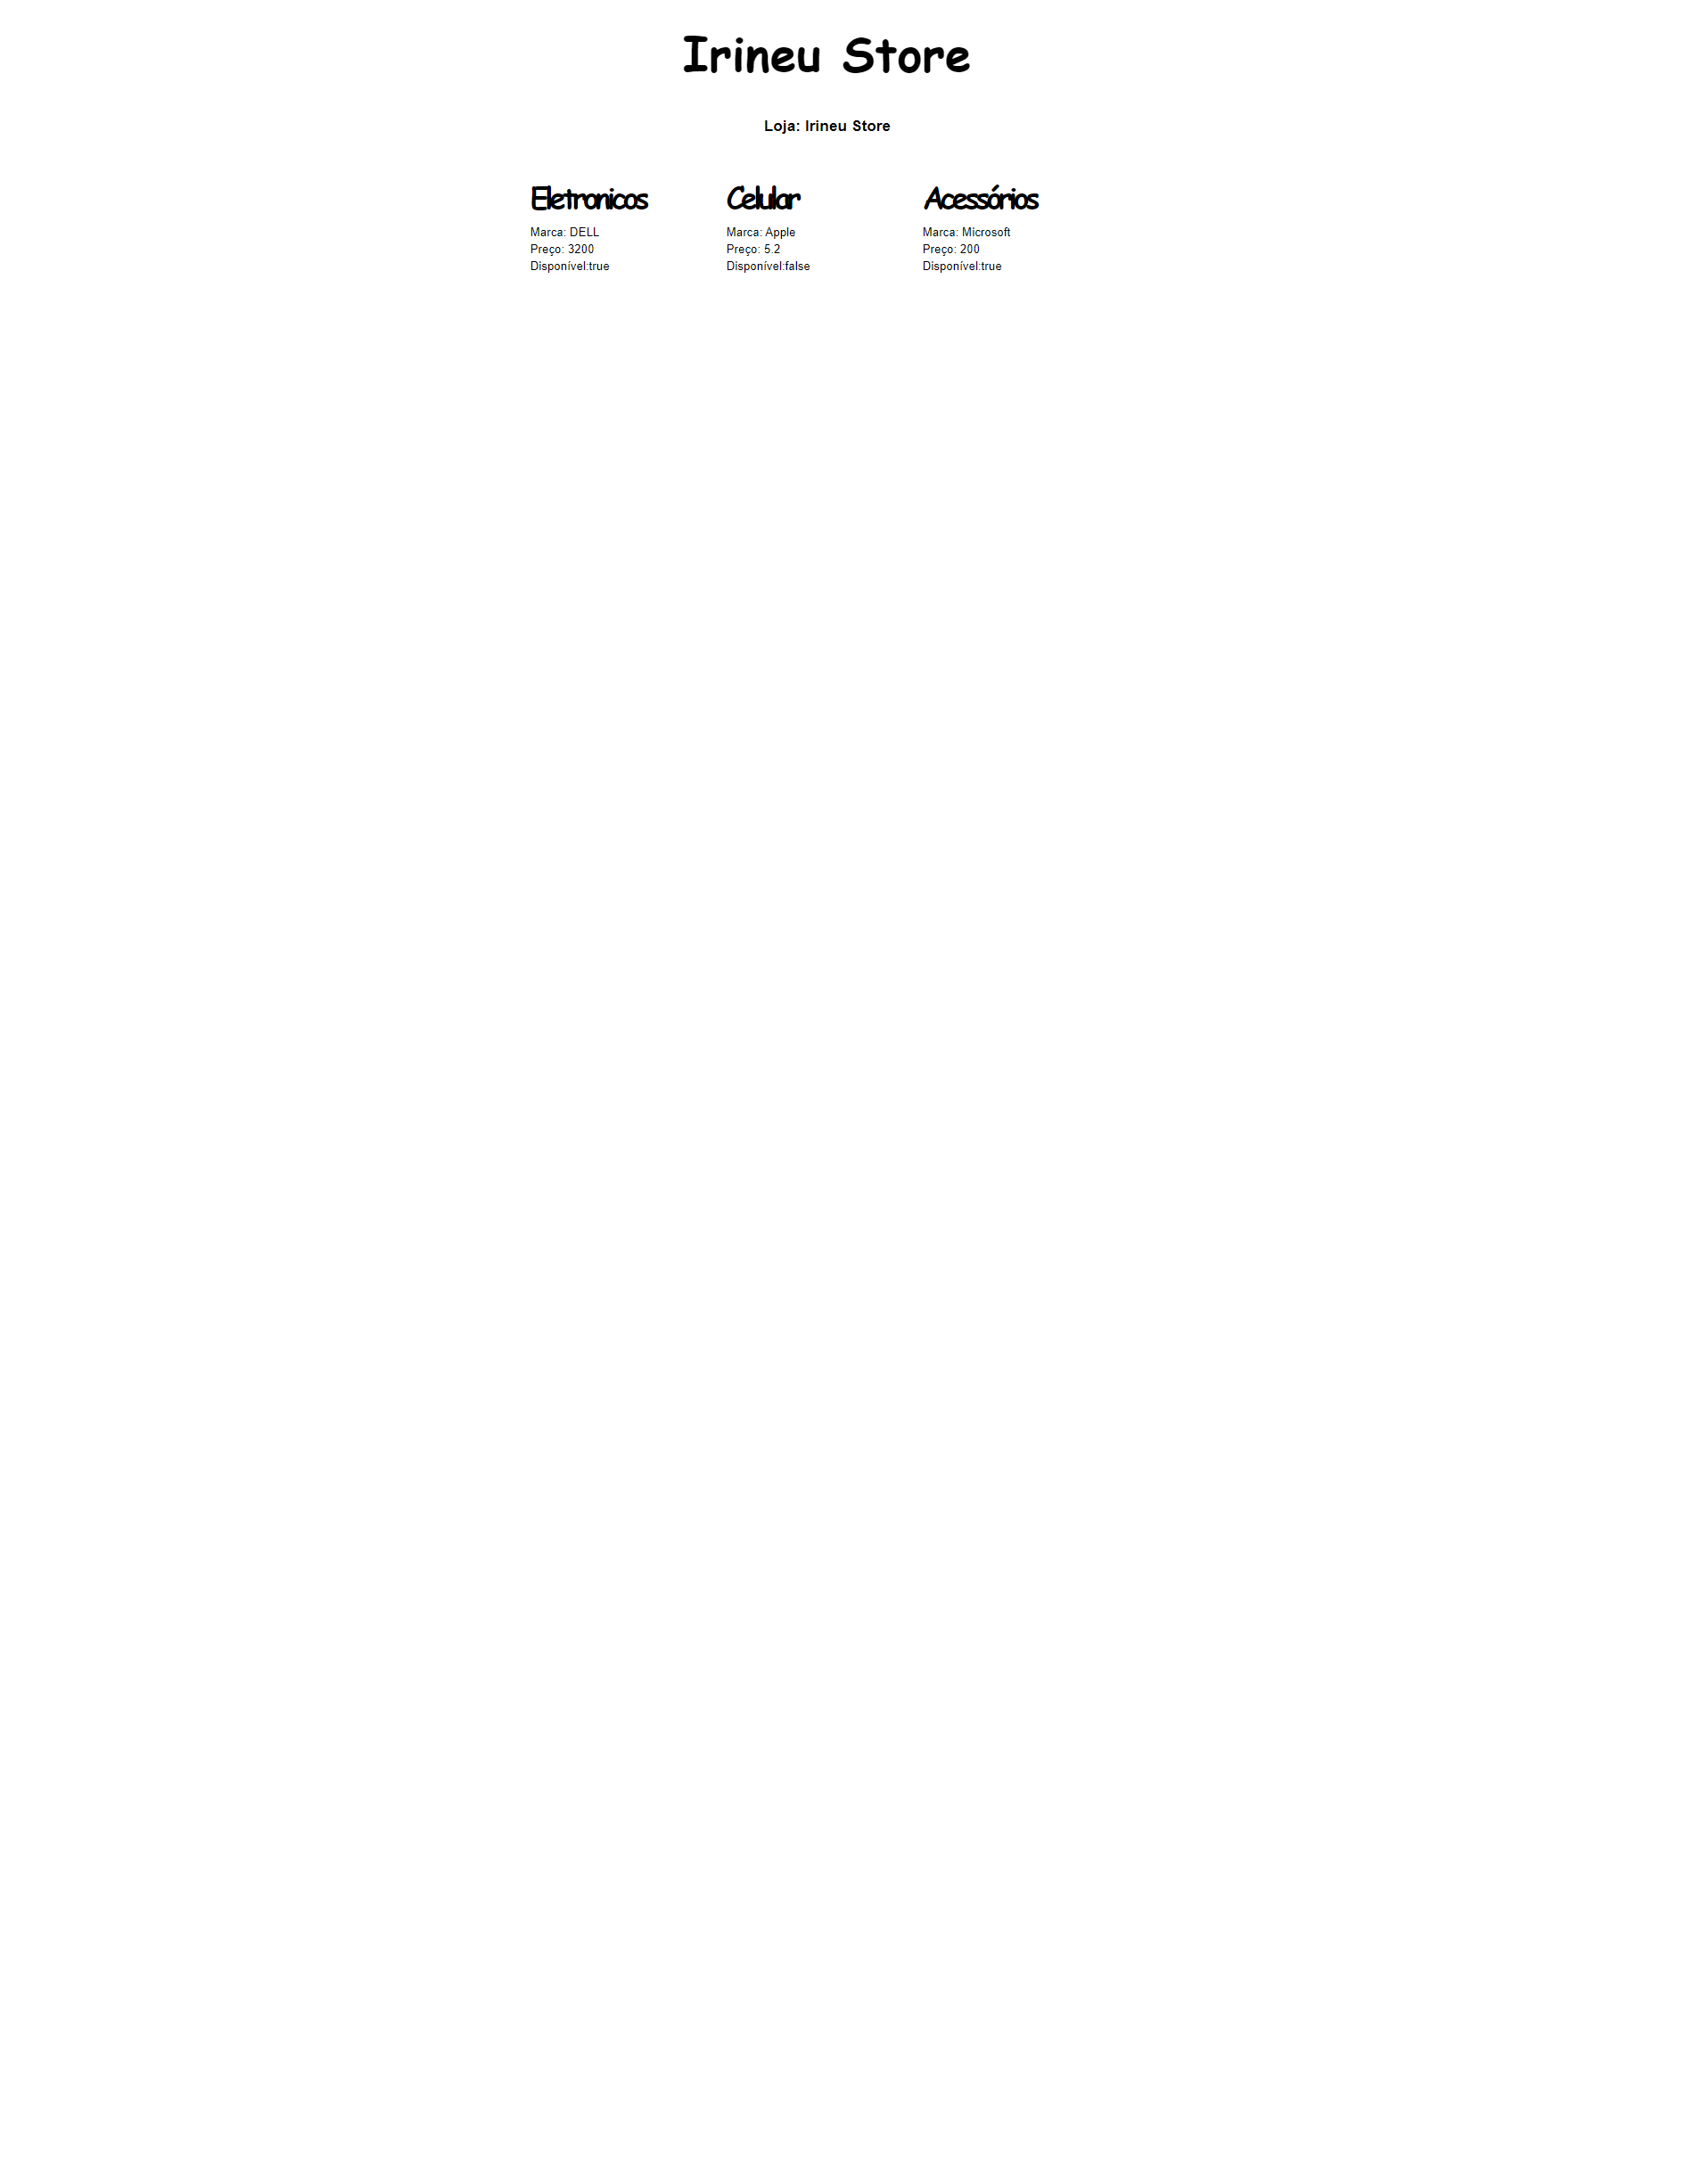 Irineu Store
Loja: Irineu Store
Eletronicos
Marca: DELL
Preço: 3200
Disponível:true
Celular
Marca: Apple
Preço: 5.2
Disponível:false
Acessórios
Marca: Microsoft
Preço: 200
Disponível:true